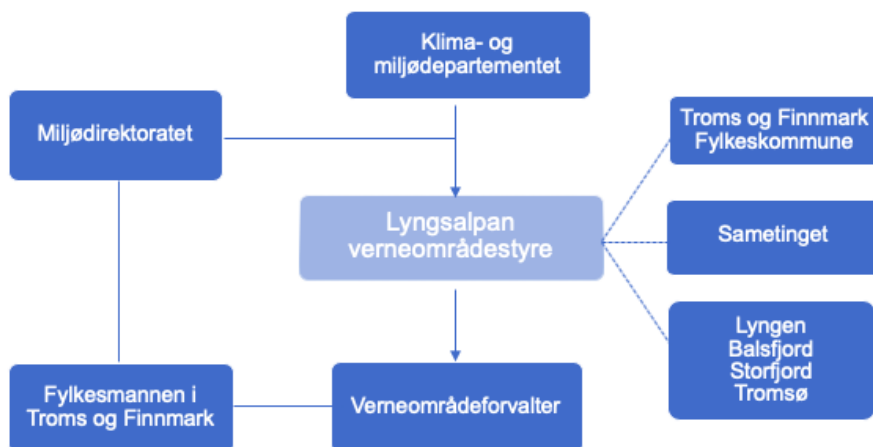 Klima- og
miljødepartementet
Miljødirektoratet
Troms og Finnmark
Fylkeskommune
Lyngsalpan
verneområdestyre
Sametinget
Lyngen
Balsfjord
Storfjord
Tromsø
Fylkesmannen i
Troms og Finnmark
Verneområdeforvalter